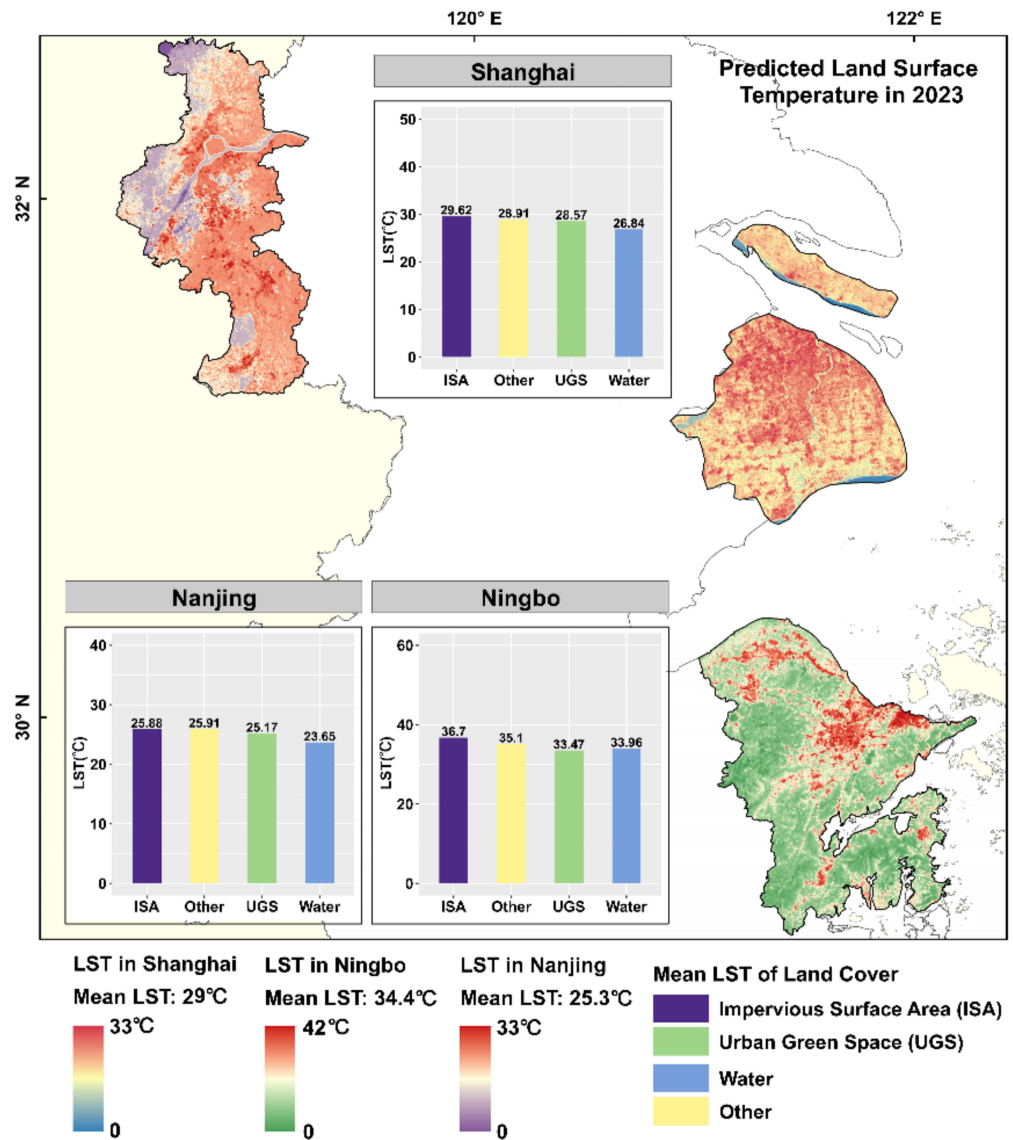 120° E
122° E
32° N
30° N
Predicted Land Surface
Temperature in 2023
Shanghai
50
40
30
20
10
0
LST(°C)
29.62
28.91
28.57
26.84
ISA
Other
UGS
Water
Nanjing
40
30
20
10
0
LST(°C)
25.88
25.91
25.17
23.65
ISA
Other
UGS
Water
Ningbo
60
40
20
0
LST(°C)
36.7
35.1
33.47
33.96
ISA
Other
UGS
Water
LST in Shanghai
Mean LST: 29℃
33℃
0
LST in Ningbo
Mean LST: 34.4℃
42℃
0
LST in Nanjing
Mean LST: 25.3℃
33℃
0
Mean LST of Land Cover
Impervious Surface Area (ISA)
Urban Green Space (UGS)
Water
Other